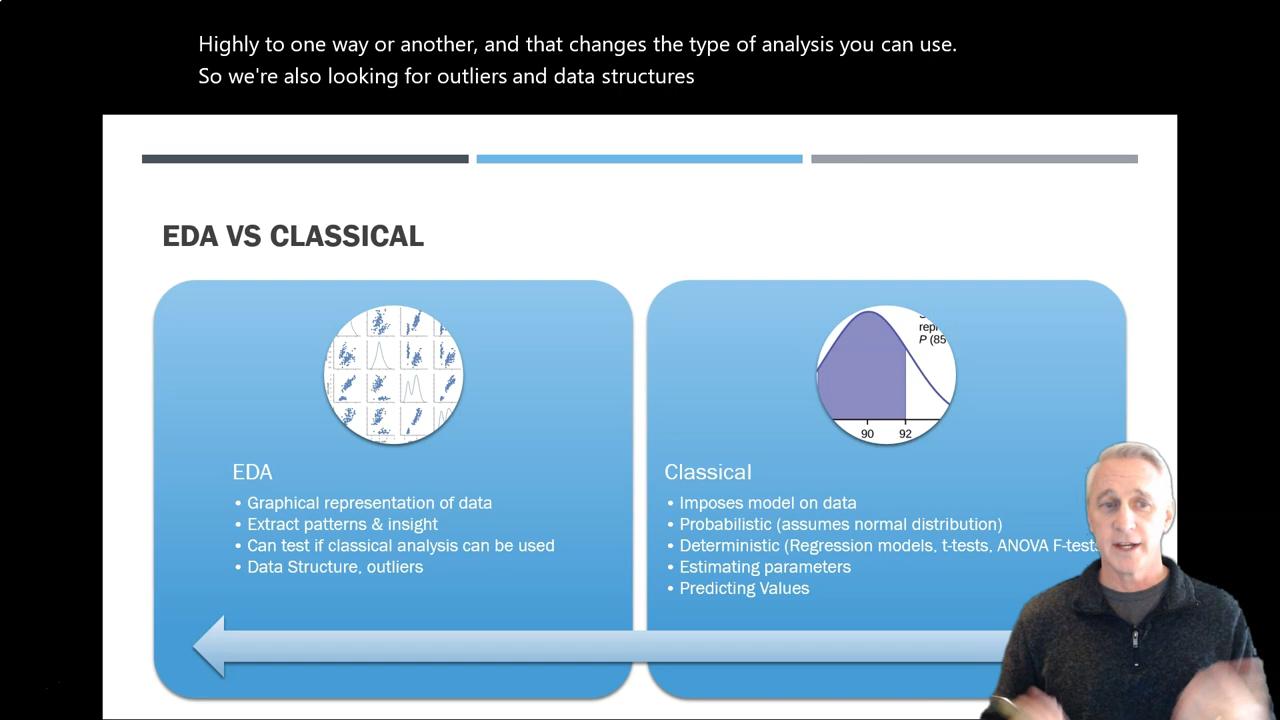 Highly to one way or another, and that changes the type of analysis you can use.
So we're also looking for outliers and data structures
EDA VS CLASSICAL
P (85
90 92
EDA
• Graphical representation of data
• Extract patterns & insight
• Can test if classical analysis can be used
• Data Structure, outliers
Classical
• Imposes model on data
• Probabilistic (assumes normal distribution)
• Deterministic (Regression models, t-tests, ANOVA F-tests
• Estimating parameters
• Predicting Values